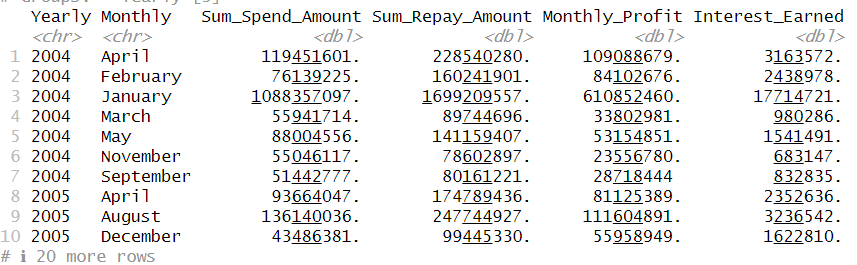 # Groups:   Yearly [5]
Yearly Monthly Sum_Spend_Amount Sum_Repay_Amount Monthly_Profit Interest_Earned
<chr> <chr> <dbl> <dbl> <dbl> <dbl>
1 2004 April 119451601. 228540280. 109088679. 3163572.
2 2004 February 76139225. 160241901. 84102676. 2438978.
3 2004 January 1088357097. 1699209557. 610852460. 17714721.
4 2004 March 55941714. 89744696. 33802981. 980286.
5 2004 May 88004556. 141159407. 53154851. 1541491.
6 2004 November 55046117. 78602897. 23556780. 683147.
7 2004 September 51442777. 80161221. 28718444 832835.
8 2005 April 93664047. 174789436. 81125389. 2352636.
9 2005 August 136140036. 247744927. 111604891. 3236542.
10 2005 December 43486381. 99445330. 55958949. 1622810.
# ℹ 20 more rows